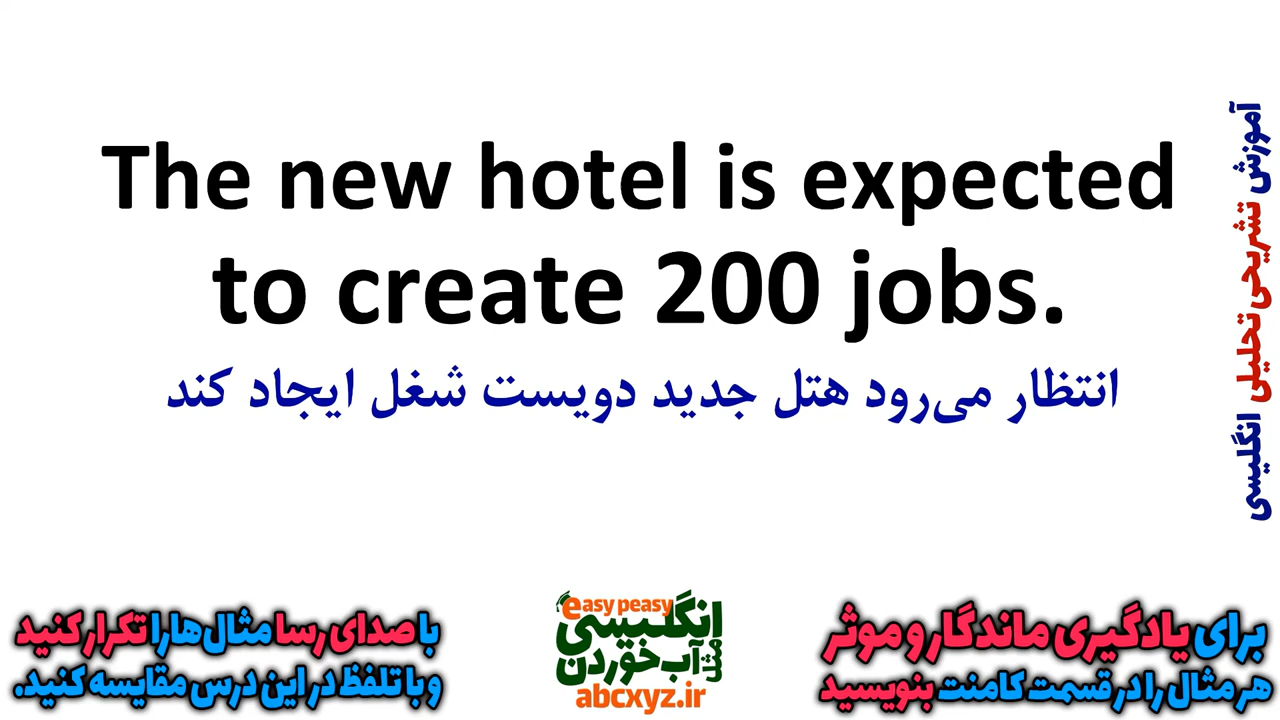 The new hotel is expected
to create 200 jobs.
انتظار می‌رود هتل جدید دویست شغل ایجاد کند
آموزش تشریحی تحلیلی انگلیسی
برای یادگیری ماندگار و موثر
هر مثال را در قسمت کامنت بنویسید
easy peasy
انگلیسی
مثل آب خوردن
abcxyz.ir
با صدای رسا مثال‌ها را تکرار کنید
و با تلفظ در این درس مقایسه کنید.